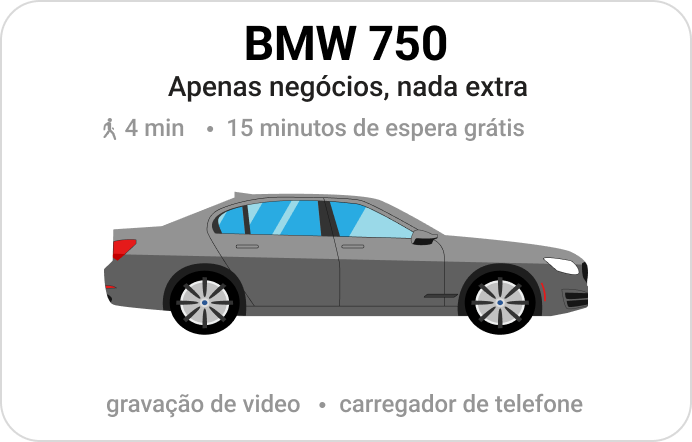 BMW 750
Apenas negócios, nada extra
4 min • 15 minutos de espera grátis
gravação de video • carregador de telefone